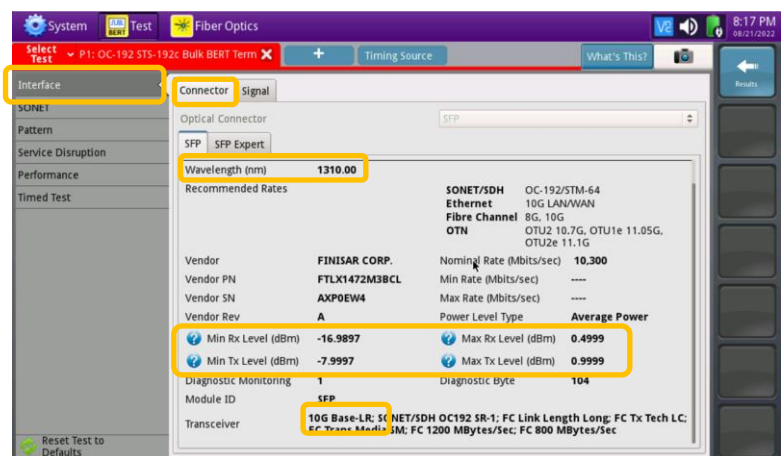 System
JUMP BERT Test
Fiber Optics
V2
8:17 PM
08/21/2022
Select Test
P1: OC-192 STS-192c Bulk BERT Term X
+
Timing Source
What's This?
Results
Interface
SONET
Pattern
Service Disruption
Performance
Timed Test
Reset Test to Defaults
Connector Signal
Optical Connector SFP
SFP SFP Expert
Wavelength (nm) 1310.00
Recommended Rates SONET/SDH OC-192/STM-64
Ethernet 10G LAN/WAN
Fibre Channel 8G, 10G
OTN OTU2 10.7G, OTU1e 11.05G,
OTU2e 11.1G
Vendor FINISAR CORP. Nominal Rate (Mbits/sec) 10,300
Vendor PN FTLX1472M3BCL Min Rate (Mbits/sec) ----
Vendor SN AXP0EW4 Max Rate (Mbits/sec) ----
Vendor Rev A Power Level Type Average Power
? Min Rx Level (dBm) -16.9897 ? Max Rx Level (dBm) 0.4999
? Min Tx Level (dBm) -7.9997 ? Max Tx Level (dBm) 0.9999
Diagnostic Monitoring 1 Diagnostic Byte 104
Module ID SFP
Transceiver 10G Base-LR; SONET/SDH OC192 SR-1; FC Link Length Long; FC Tx Tech LC;
FC Trans Media SM; FC 1200 MBytes/Sec; FC 800 MBytes/Sec